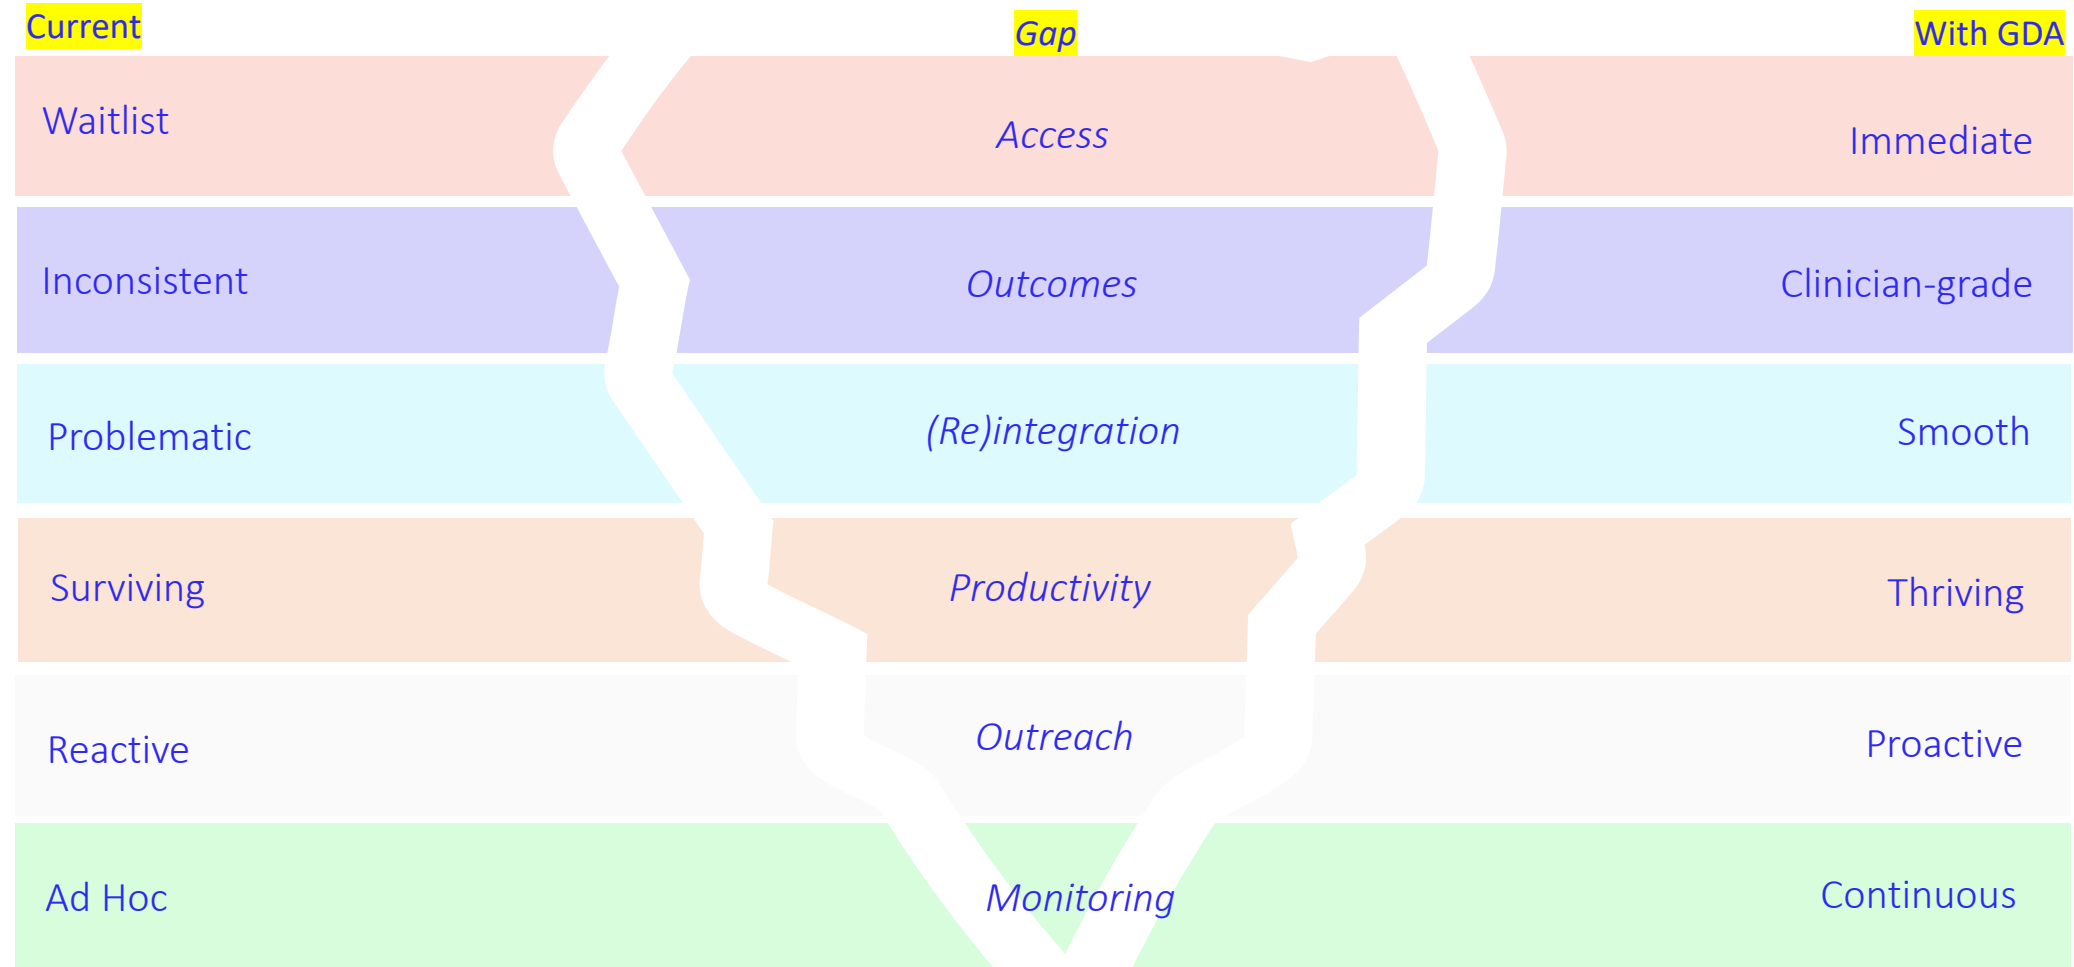 Current Gap With GDA
Waitlist Access Immediate
Inconsistent Outcomes Clinician-grade
Problematic (Re)integration Smooth
Surviving Productivity Thriving
Reactive Outreach Proactive
Ad Hoc Monitoring Continuous